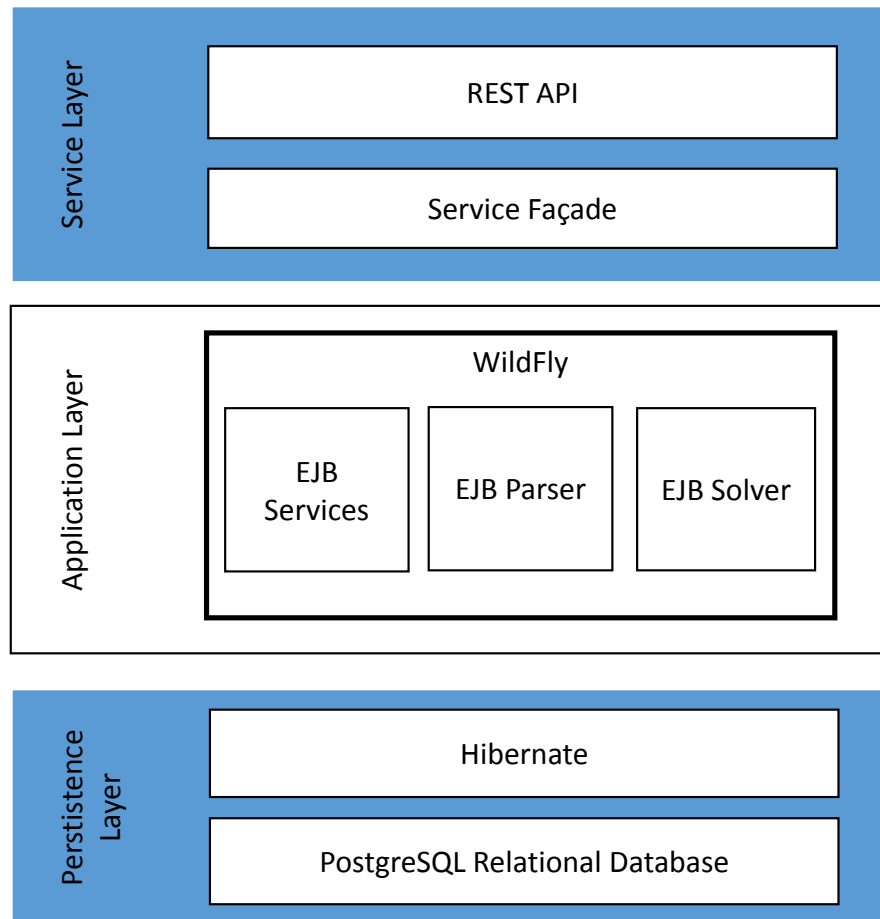 Service Layer
REST API
Service Façade
Application Layer
WildFly
EJB
Services
EJB Parser
EJB Solver
Perstistence
Layer
Hibernate
PostgreSQL Relational Database